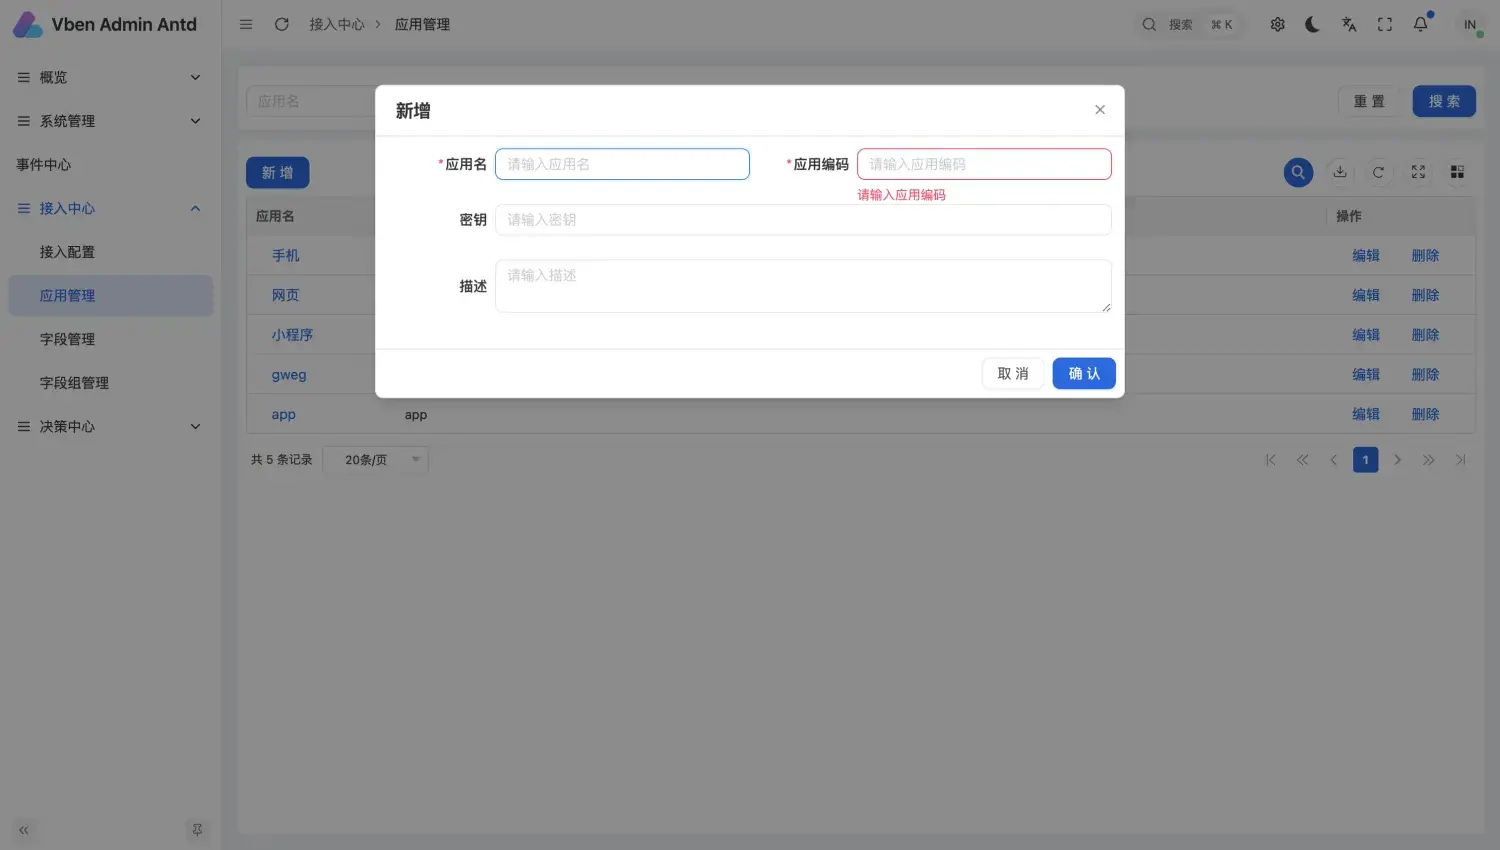 Vben Admin Antd
接入中心 > 应用管理
搜索 ⌘ K
IN
概览
系统管理
事件中心
接入中心
接入配置
应用管理
字段管理
字段组管理
决策中心
应用名
重 置
搜 索
新 增
应用名
操作
手机
编辑 删除
网页
编辑 删除
小程序
编辑 删除
gweg
编辑 删除
app app
编辑 删除
共 5 条记录 20条/页
1
新增
*应用名 请输入应用名
*应用编码 请输入应用编码
请输入应用编码
密钥 请输入密钥
描述 请输入描述
取 消 确 认